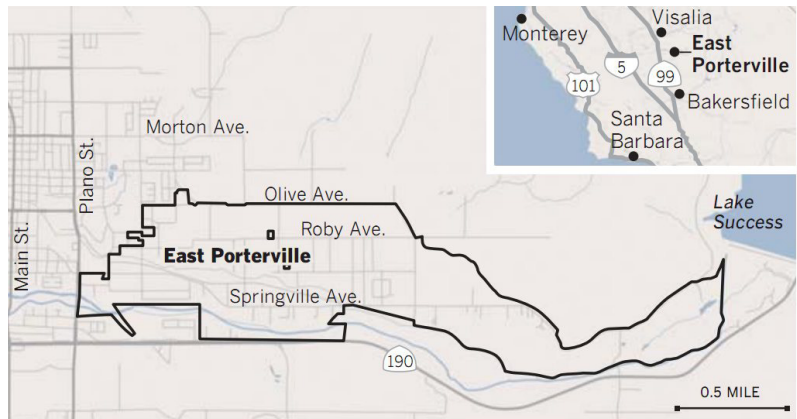 Morton Ave.
Plano St.
Main St.
Olive Ave.
Roby Ave.
East Porterville
Springville Ave.
190
Lake
Success
0.5 MILE
Monterey
Visalia
East
Porterville
5
99
101
Bakersfield
Santa
Barbara